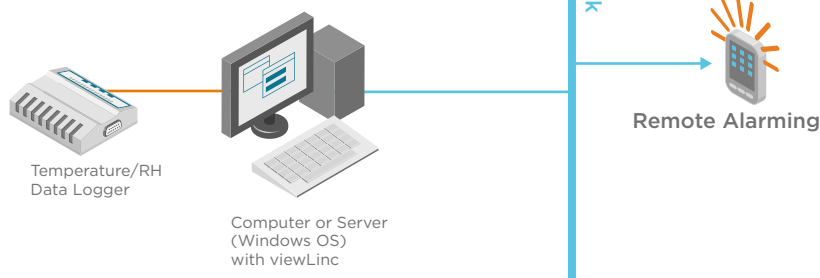 k
Remote Alarming
Temperature/RH
Data Logger
Computer or Server
(Windows OS)
with viewLinc